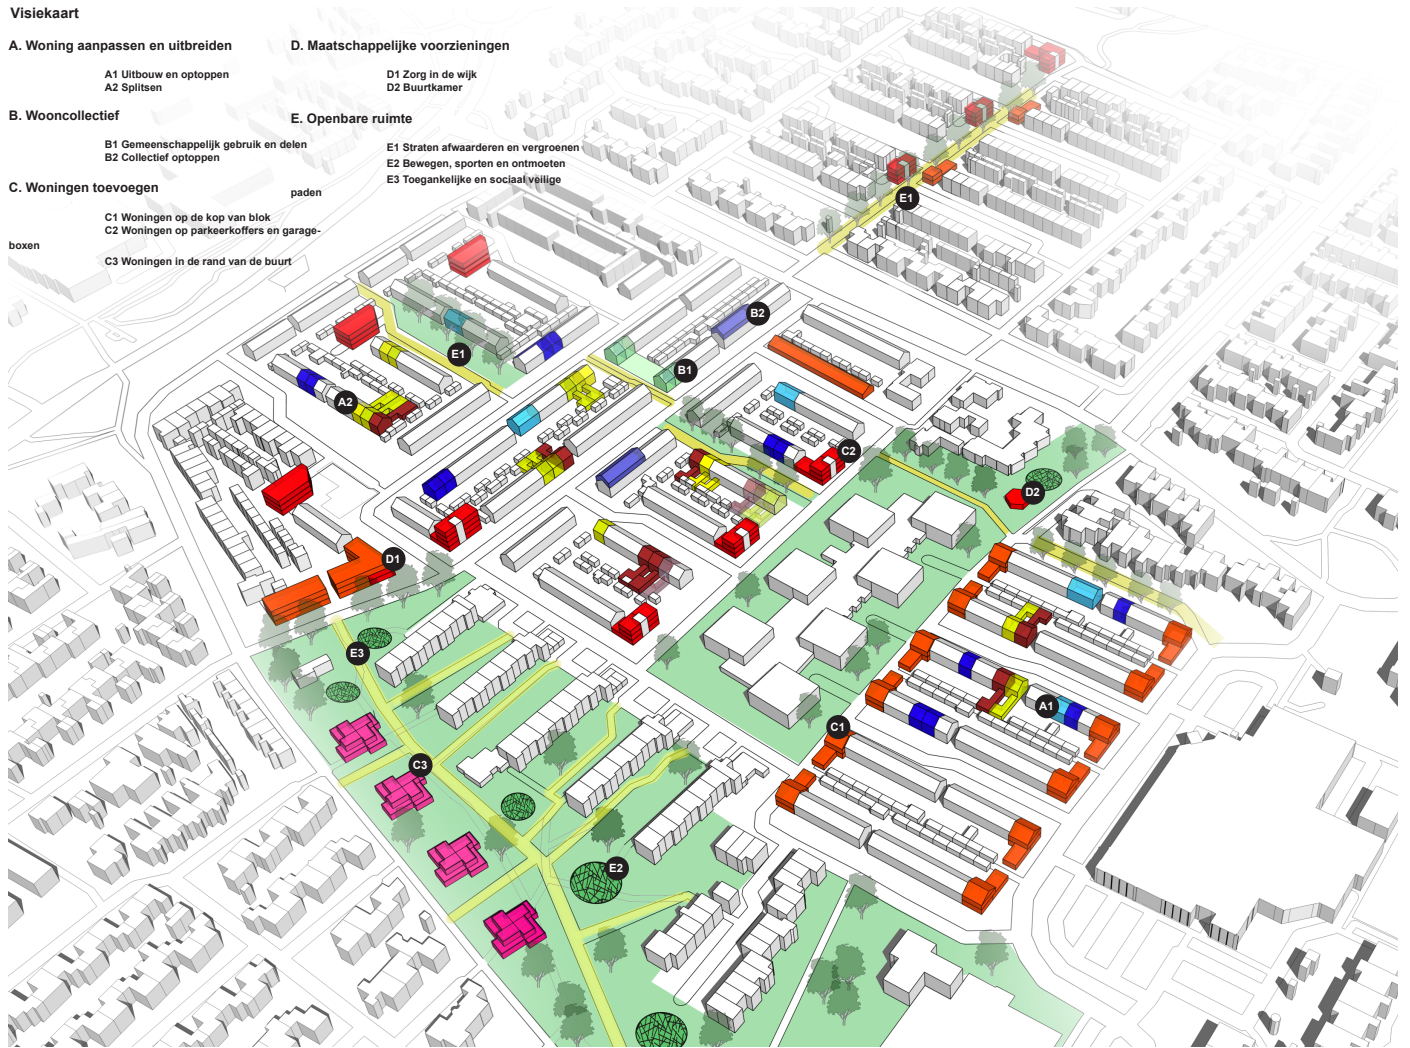 Visiekaart
A. Woning aanpassen en uitbreiden
A1 Uitbouw en optoppen
A2 Splitsen
B. Wooncollectief
B1 Gemeenschappelijk gebruik en delen
B2 Collectief optoppen
C. Woningen toevoegen
C1 Woningen op de kop van blok
C2 Woningen op parkeerkoffers en garage-
boxen
C3 Woningen in de rand van de buurt
D. Maatschappelijke voorzieningen
D1 Zorg in de wijk
D2 Buurtkamer
E. Openbare ruimte
E1 Straten afwaarderen en vergroenen
E2 Bewegen, sporten en ontmoeten
E3 Toegankelijke en sociaal veilige
paden
E1
B2
E1
B1
A2
C2
D2
D1
E3
A1
C1
C3
E2